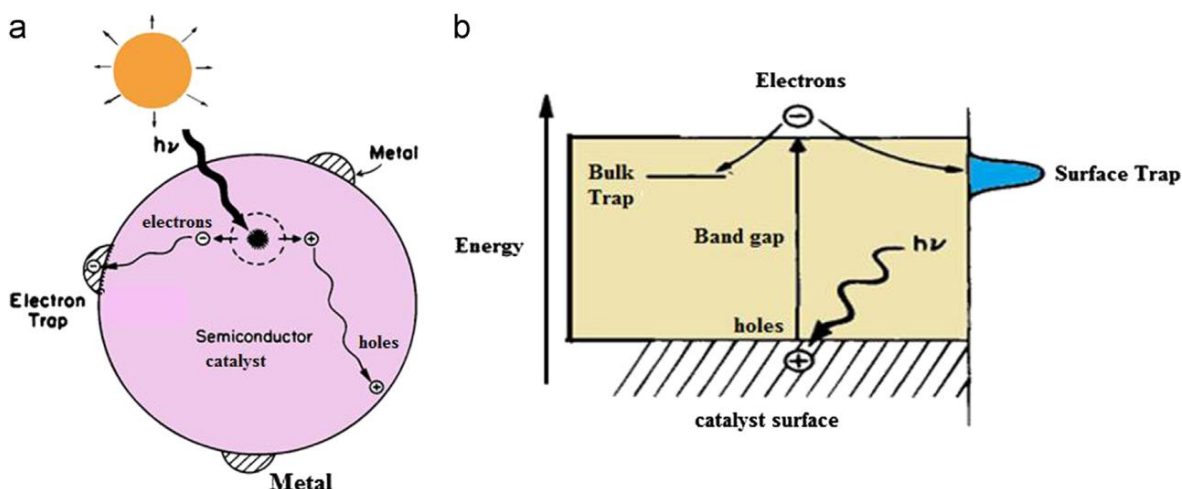 a
hν
Metal
electrons
−
+
−
Electron
Trap
Semiconductor
catalyst
holes
+
Metal
b
Electrons
−
Bulk
Trap
Surface Trap
Energy
Band gap
hν
holes
+
catalyst surface